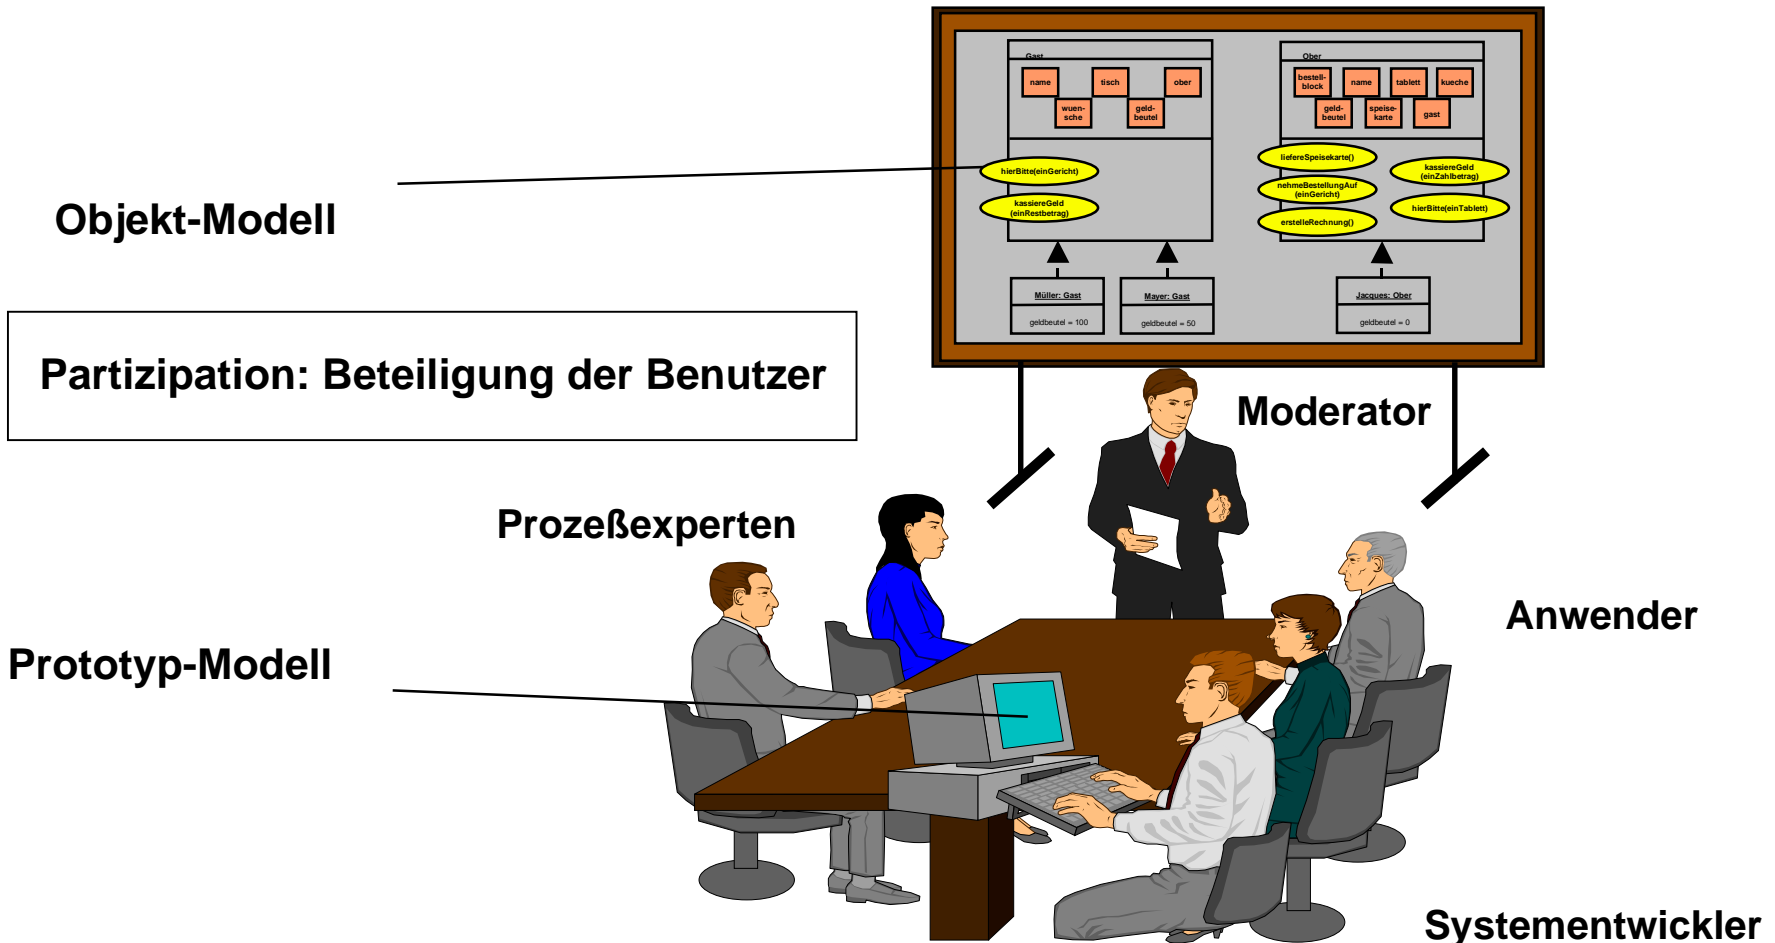 Gast
name
tisch
ober
wuen-
sche
geld-
beutel
hierBitte(einGericht)
kassiereGeld
(einRestbetrag)
Ober
bestell-
block
name
tablett
kueche
geld-
beutel
speise-
karte
gast
liefereSpeisekarte()
nehmeBestellungAuf
(einGericht)
erstelleRechnung()
kassiereGeld
(einZahlbetrag)
hierBitte(einTablett)
Müller: Gast
geldbeutel = 100
Mayer: Gast
geldbeutel = 50
Jacques: Ober
geldbeutel = 0
Objekt-Modell
Partizipation: Beteiligung der Benutzer
Moderator
Prozeßexperten
Anwender
Prototyp-Modell
Systementwickler